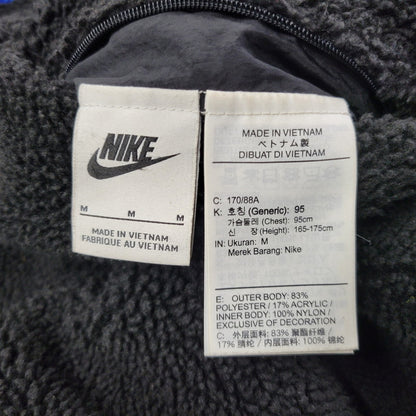 NIKE
M M M
MADE IN VIETNAM
FABRIQUE AU VIETNAM
MADE IN VIETNAM
ベトナム製
DIBUAT DI VIETNAM
C: 170/88A
K: 호칭 (Generic): 95
가슴둘레 (Chest): 95cm
신 장 (Height): 165-175cm
IN: Ukuran: M
Merek Barang: Nike
E: OUTER BODY: 83%
POLYESTER / 17% ACRYLIC /
INNER BODY: 100% NYLON /
EXCLUSIVE OF DECORATION
C: 外层面料: 83% 聚酯纤维 /
17% 腈纶 / 内层面料: 100% 锦纶 /